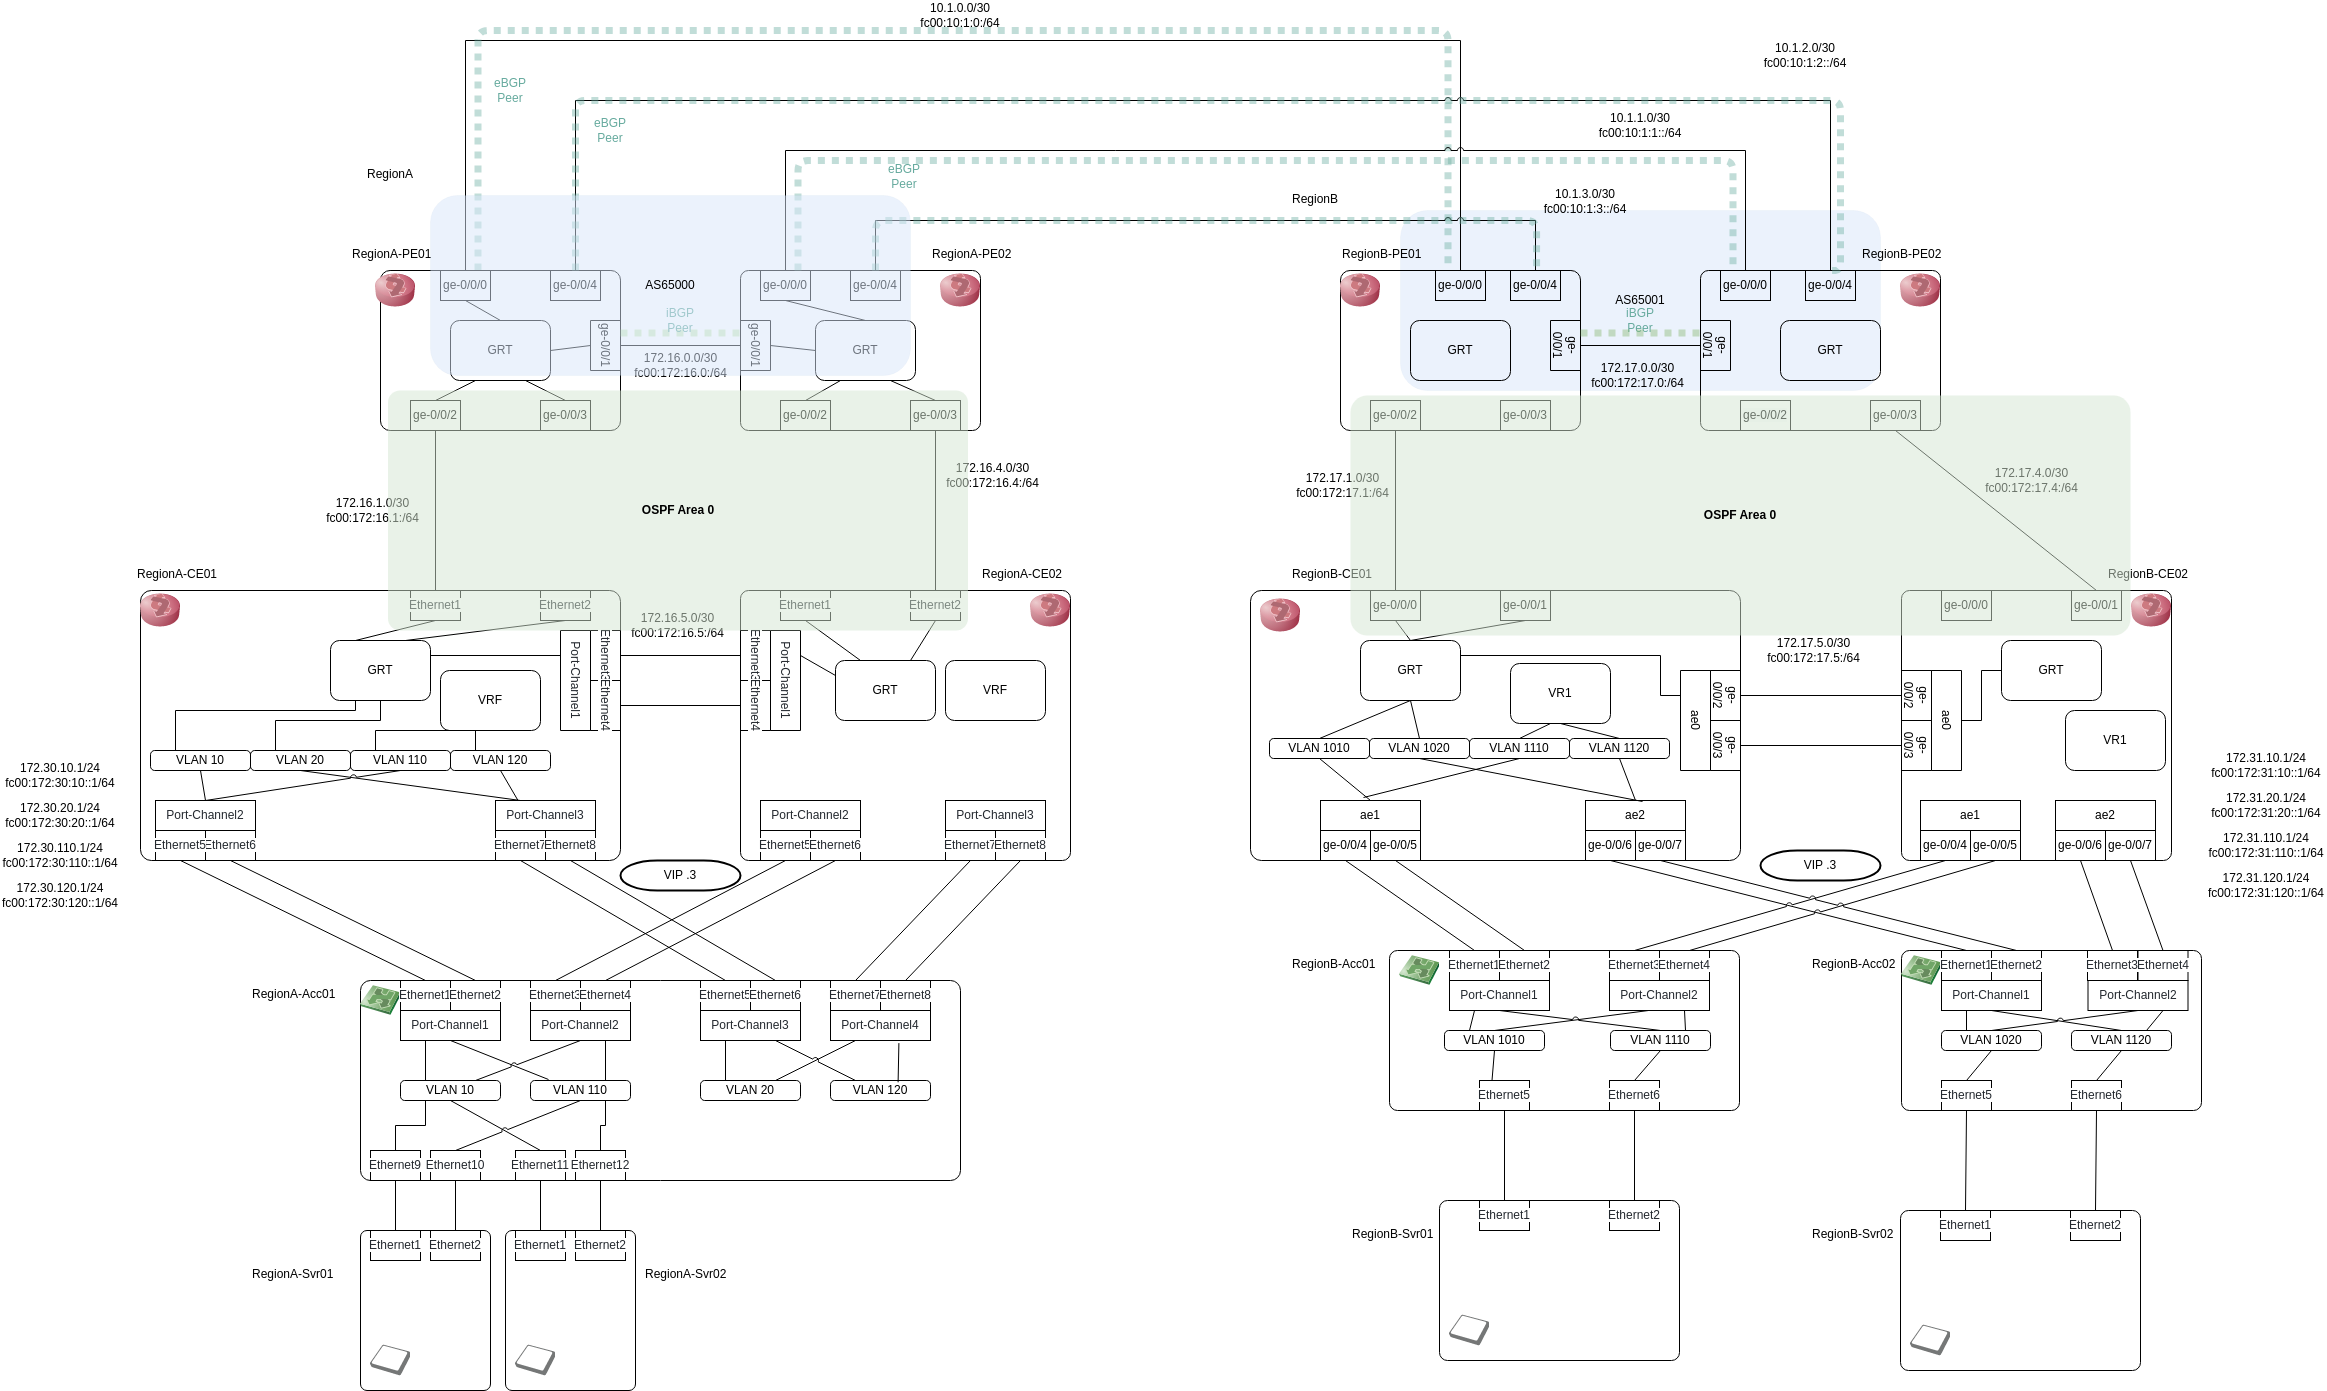 10.1.0.0/30
fc00:10:1:0:/64
10.1.2.0/30
fc00:10:1:2::/64
eBGP
Peer
eBGP
Peer
10.1.1.0/30
fc00:10:1:1::/64
eBGP
Peer
RegionA
RegionB
10.1.3.0/30
fc00:10:1:3::/64
RegionA-PE01
RegionA-PE02
RegionB-PE01
RegionB-PE02
ge-0/0/0
ge-0/0/4
AS65000
ge-0/0/0
ge-0/0/4
ge-0/0/0
ge-0/0/4
AS65001
ge-0/0/0
ge-0/0/4
iBGP
Peer
iBGP
Peer
GRT
ge-0/0/1
ge-0/0/1
GRT
GRT
ge-
0/0/1
ge-
0/0/1
GRT
172.16.0.0/30
fc00:172:16.0:/64
172.17.0.0/30
fc00:172:17.0:/64
ge-0/0/2
ge-0/0/3
ge-0/0/2
ge-0/0/3
ge-0/0/2
ge-0/0/3
ge-0/0/2
ge-0/0/3
172.16.1.0/30
fc00:172:16.1:/64
OSPF Area 0
172.16.4.0/30
fc00:172:16.4:/64
172.17.1.0/30
fc00:172:17.1:/64
OSPF Area 0
172.17.4.0/30
fc00:172:17.4:/64
RegionA-CE01
RegionA-CE02
RegionB-CE01
RegionB-CE02
Ethernet1
Ethernet2
172.16.5.0/30
fc00:172:16.5:/64
Ethernet1
Ethernet2
ge-0/0/0
ge-0/0/1
172.17.5.0/30
fc00:172:17.5:/64
ge-0/0/0
ge-0/0/1
GRT
VRF
Port-Channel1
Ethernet3
Ethernet4
Ethernet3
Ethernet4
Port-Channel1
GRT
VRF
GRT
VR1
ae0
ge-
0/0/2
ge-
0/0/3
ge-
0/0/2
ge-
0/0/3
ae0
GRT
VR1
VLAN 10
VLAN 20
VLAN 110
VLAN 120
VLAN 1010
VLAN 1020
VLAN 1110
VLAN 1120
172.30.10.1/24
fc00:172:30:10::1/64
172.30.20.1/24
fc00:172:30:20::1/64
172.30.110.1/24
fc00:172:30:110::1/64
172.30.120.1/24
fc00:172:30:120::1/64
172.31.10.1/24
fc00:172:31:10::1/64
172.31.20.1/24
fc00:172:31:20::1/64
172.31.110.1/24
fc00:172:31:110::1/64
172.31.120.1/24
fc00:172:31:120::1/64
Port-Channel2
Ethernet5
Ethernet6
Port-Channel3
Ethernet7
Ethernet8
Port-Channel2
Ethernet5
Ethernet6
Port-Channel3
Ethernet7
Ethernet8
ae1
ge-0/0/4
ge-0/0/5
ae2
ge-0/0/6
ge-0/0/7
ae1
ge-0/0/4
ge-0/0/5
ae2
ge-0/0/6
ge-0/0/7
VIP .3
VIP .3
RegionA-Acc01
Ethernet1
Ethernet2
Ethernet3
Ethernet4
Ethernet5
Ethernet6
Ethernet7
Ethernet8
Port-Channel1
Port-Channel2
Port-Channel3
Port-Channel4
VLAN 10
VLAN 110
VLAN 20
VLAN 120
Ethernet9
Ethernet10
Ethernet11
Ethernet12
RegionB-Acc01
Ethernet1
Ethernet2
Ethernet3
Ethernet4
Port-Channel1
Port-Channel2
VLAN 1010
VLAN 1110
Ethernet5
Ethernet6
RegionB-Acc02
Ethernet1
Ethernet2
Ethernet3
Ethernet4
Port-Channel1
Port-Channel2
VLAN 1020
VLAN 1120
Ethernet5
Ethernet6
RegionA-Svr01
Ethernet1
Ethernet2
Ethernet1
Ethernet2
RegionA-Svr02
RegionB-Svr01
Ethernet1
Ethernet2
RegionB-Svr02
Ethernet1
Ethernet2